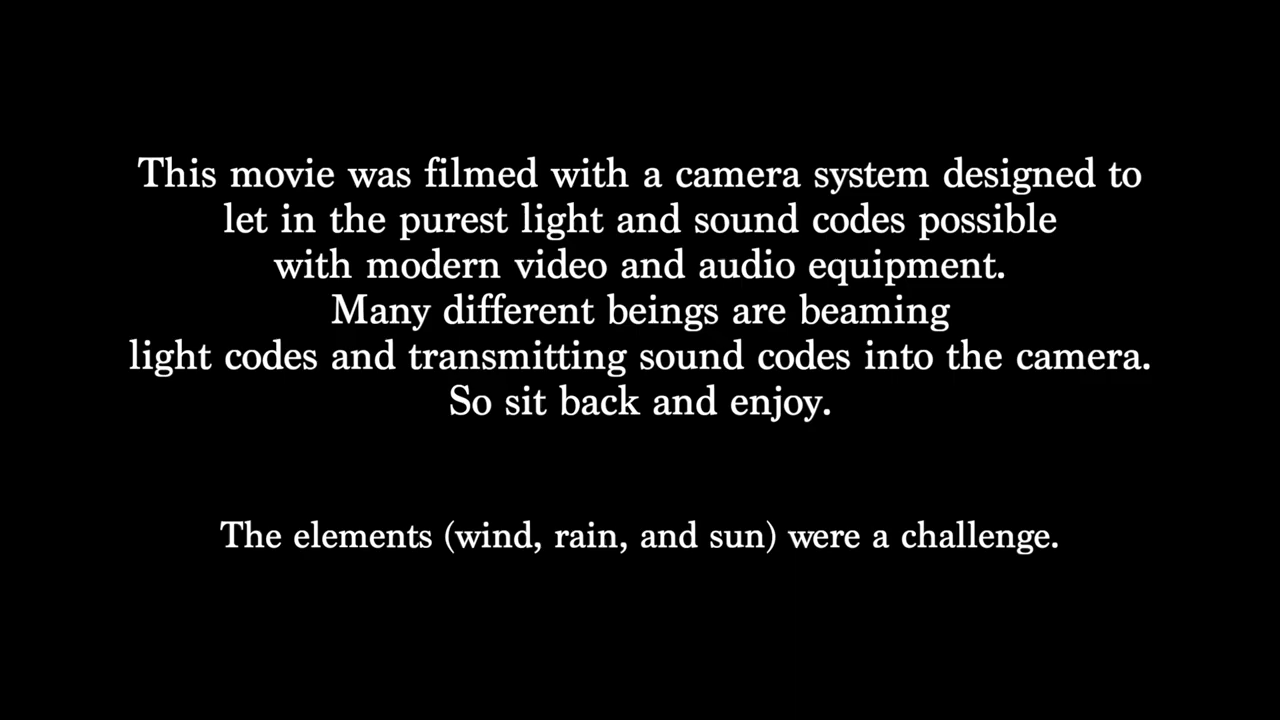 This movie was filmed with a camera system designed to
let in the purest light and sound codes possible
with modern video and audio equipment.
Many different beings are beaming
light codes and transmitting sound codes into the camera.
So sit back and enjoy.
The elements (wind, rain, and sun) were a challenge.